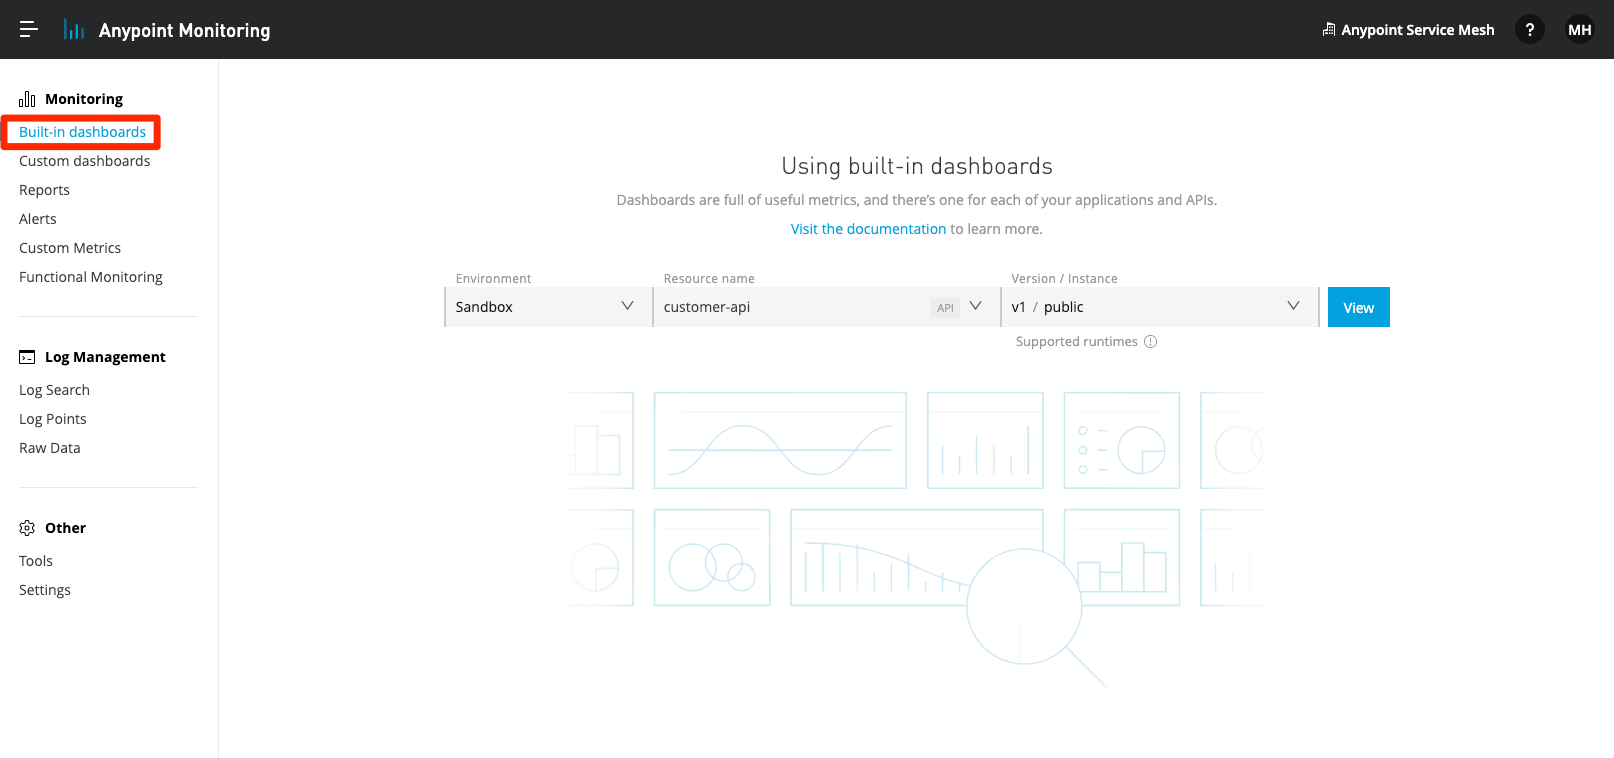 Anypoint Monitoring
Anypoint Service Mesh
?
MH
Monitoring
Built-in dashboards
Custom dashboards
Reports
Alerts
Custom Metrics
Functional Monitoring
Log Management
Log Search
Log Points
Raw Data
Other
Tools
Settings
Using built-in dashboards
Dashboards are full of useful metrics, and there's one for each of your applications and APIs.
Visit the documentation to learn more.
Environment
Resource name
Version / Instance
Sandbox
customer-api
API
v1 / public
View
Supported runtimes